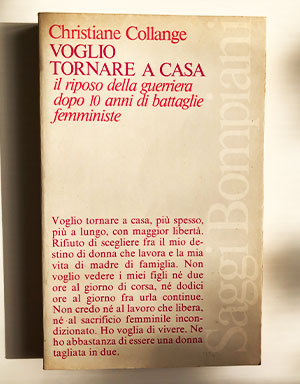 Christiane Collange
VOGLIO
TORNARE A CASA
il riposo della guerriera
dopo 10 anni di battaglie
femministe
aggi Bompiani
Voglio tornare a casa, più spesso,
più a lungo, con maggior libertà.
Rifiuto di scegliere fra il mio de-
stino di donna che lavora e la mia
vita di madre di famiglia. Non
voglio vedere i miei figli né due
ore al giorno di corsa, né dodici
ore al giorno fra urla continue.
Non credo né al lavoro che libera,
né al sacrificio femminile incon-
dizionato. Ho voglia di vivere. Ne
ho abbastanza di essere una donna
tagliata in due.